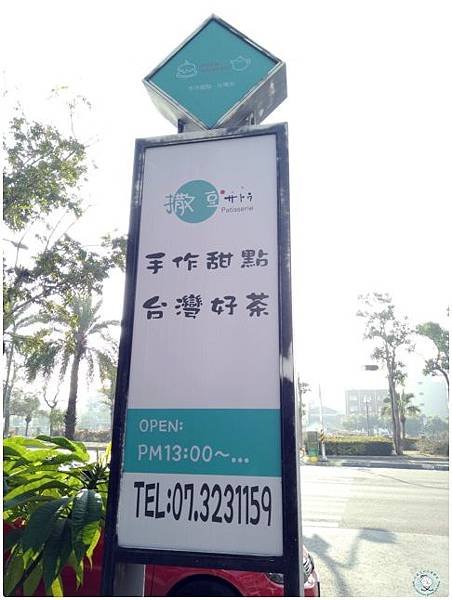 撒豆 サトウ
Patisserie
手作甜點
台灣好茶
OPEN:
PM13:00～...
TEL:07.3231159